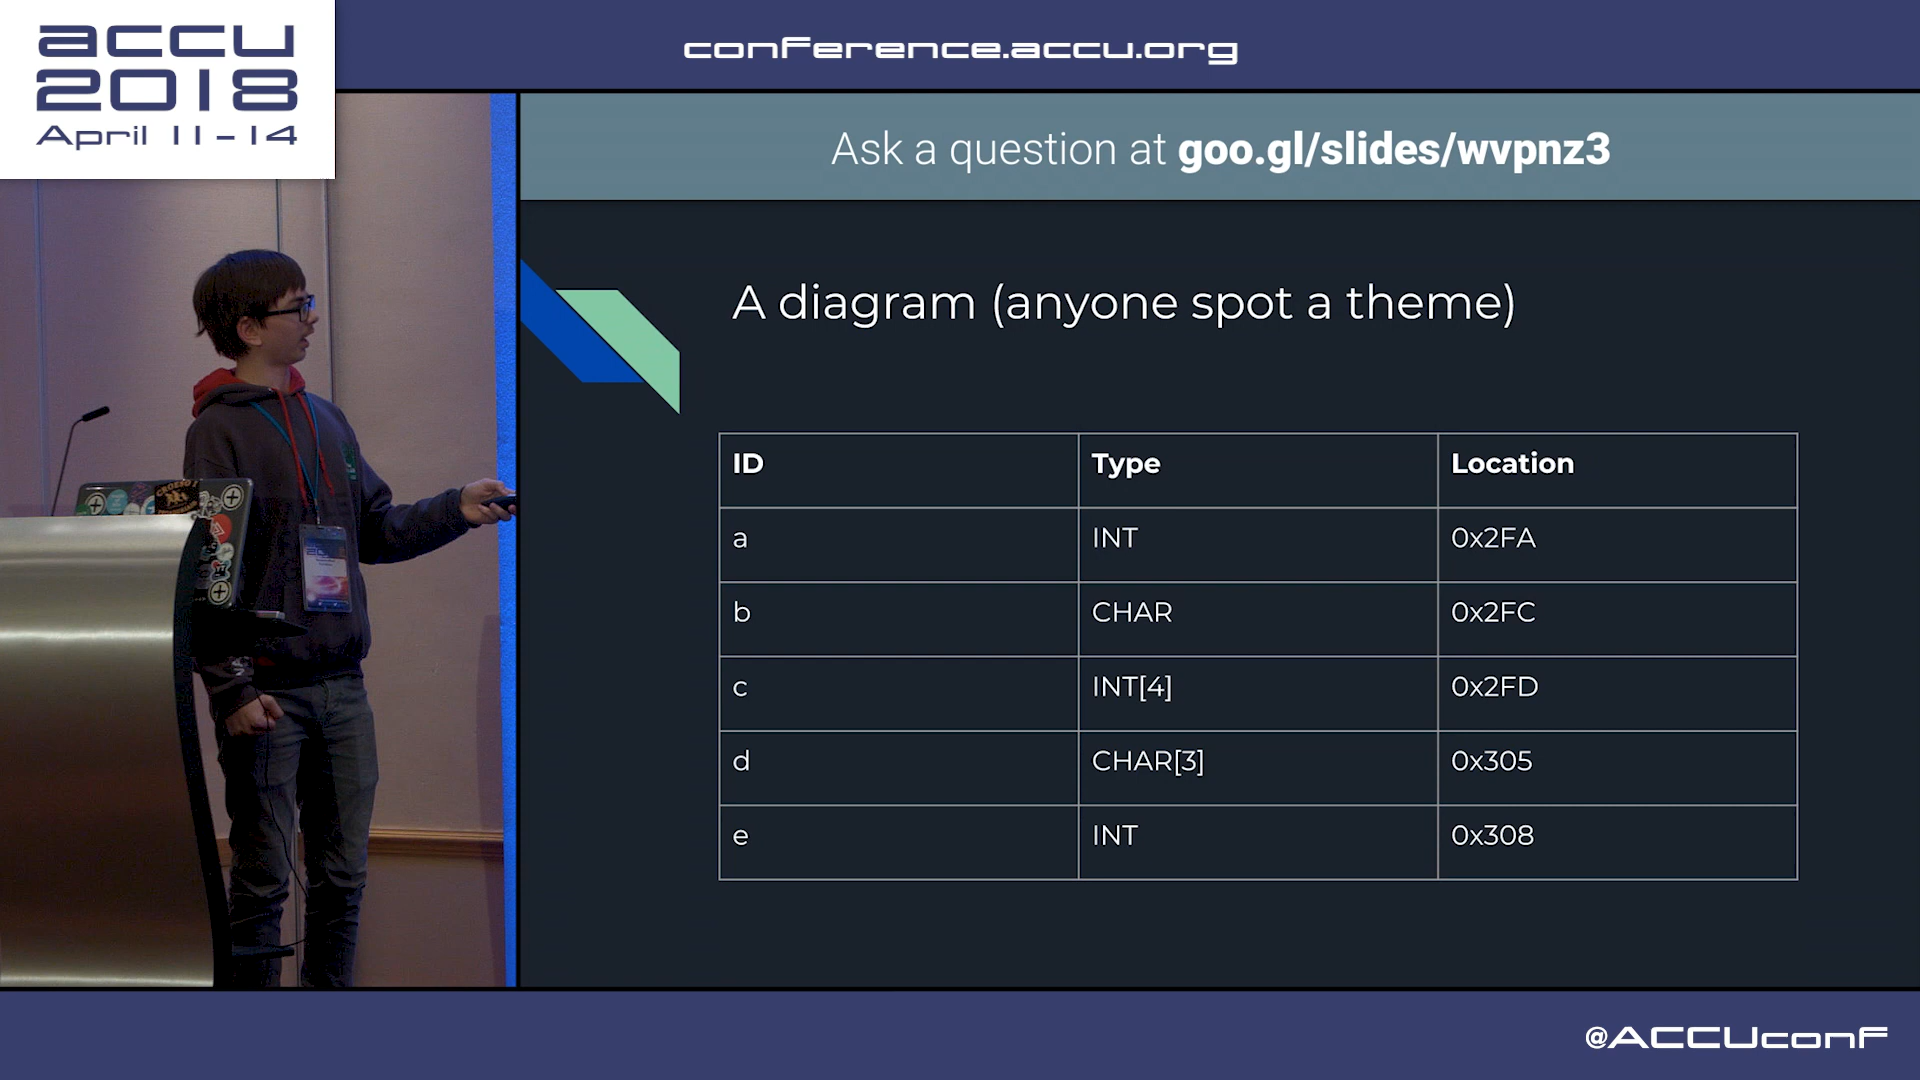 accu
2018
April 11-14
conference.accu.org
Ask a question at goo.gl/slides/wvpnz3
A diagram (anyone spot a theme)
ID Type Location
a INT 0x2FA
b CHAR 0x2FC
c INT[4] 0x2FD
d CHAR[3] 0x305
e INT 0x308
@ACCUconf